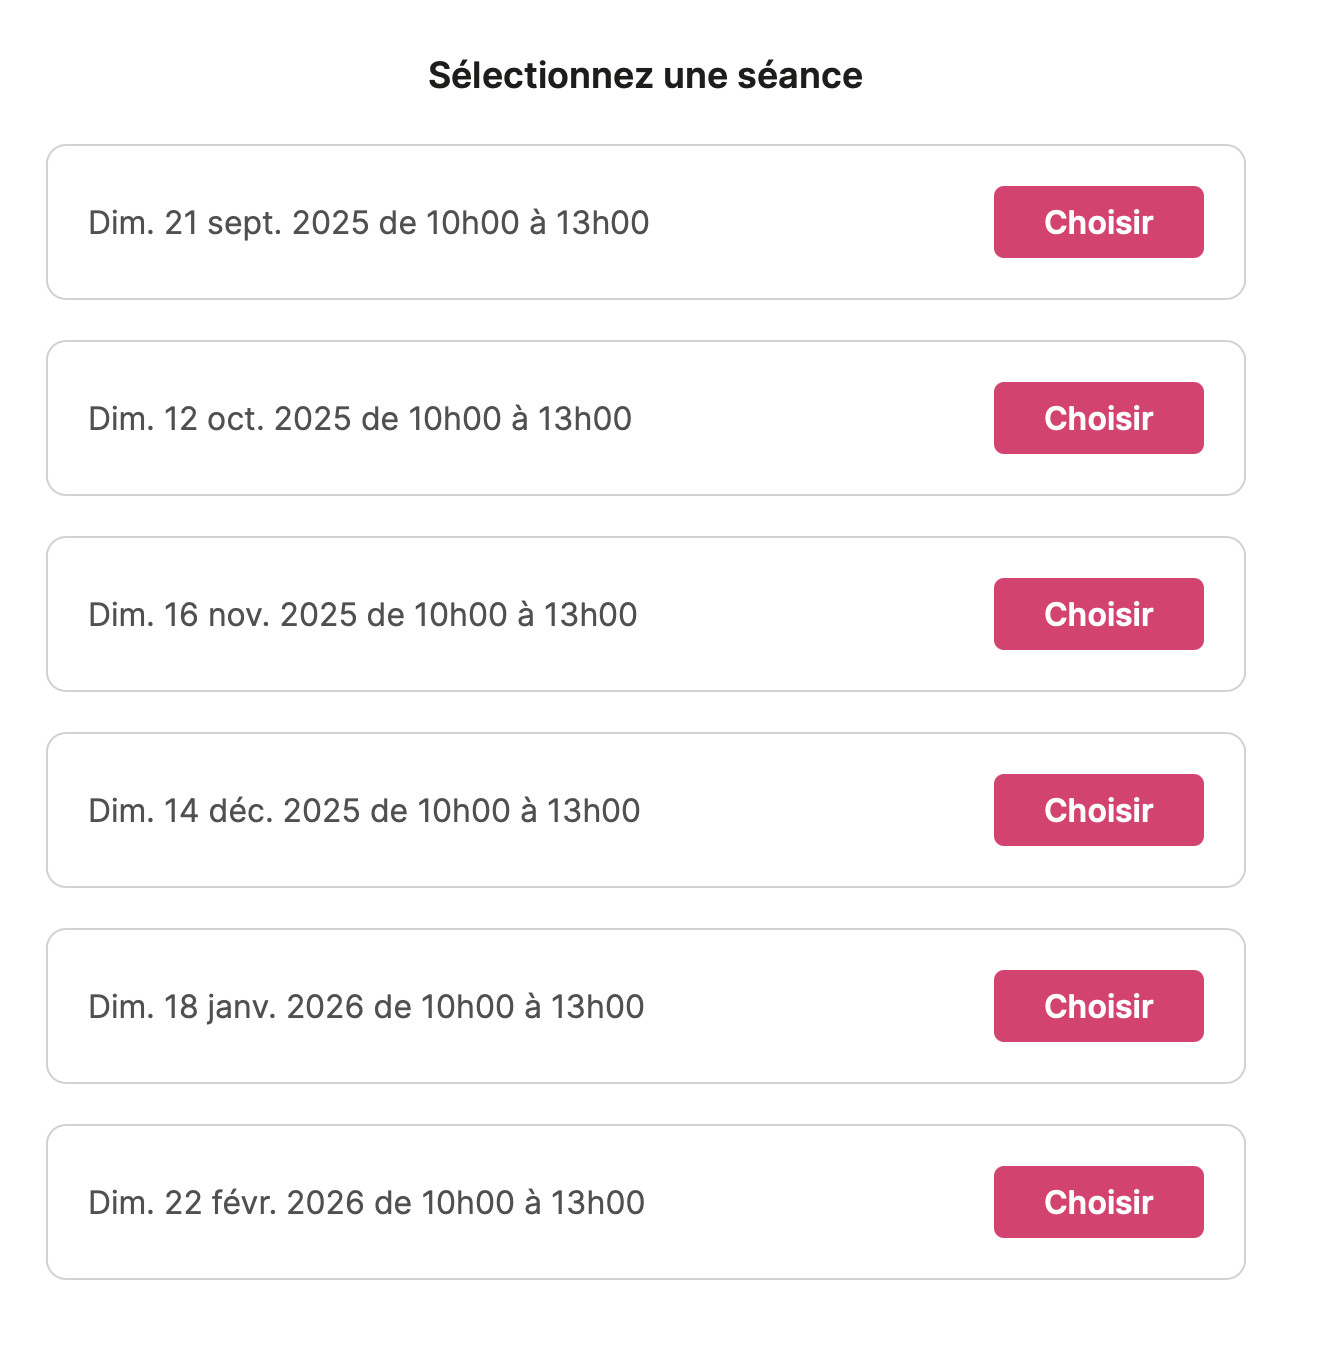 Sélectionnez une séance
Dim. 21 sept. 2025 de 10h00 à 13h00
Choisir
Dim. 12 oct. 2025 de 10h00 à 13h00
Choisir
Dim. 16 nov. 2025 de 10h00 à 13h00
Choisir
Dim. 14 déc. 2025 de 10h00 à 13h00
Choisir
Dim. 18 janv. 2026 de 10h00 à 13h00
Choisir
Dim. 22 févr. 2026 de 10h00 à 13h00
Choisir